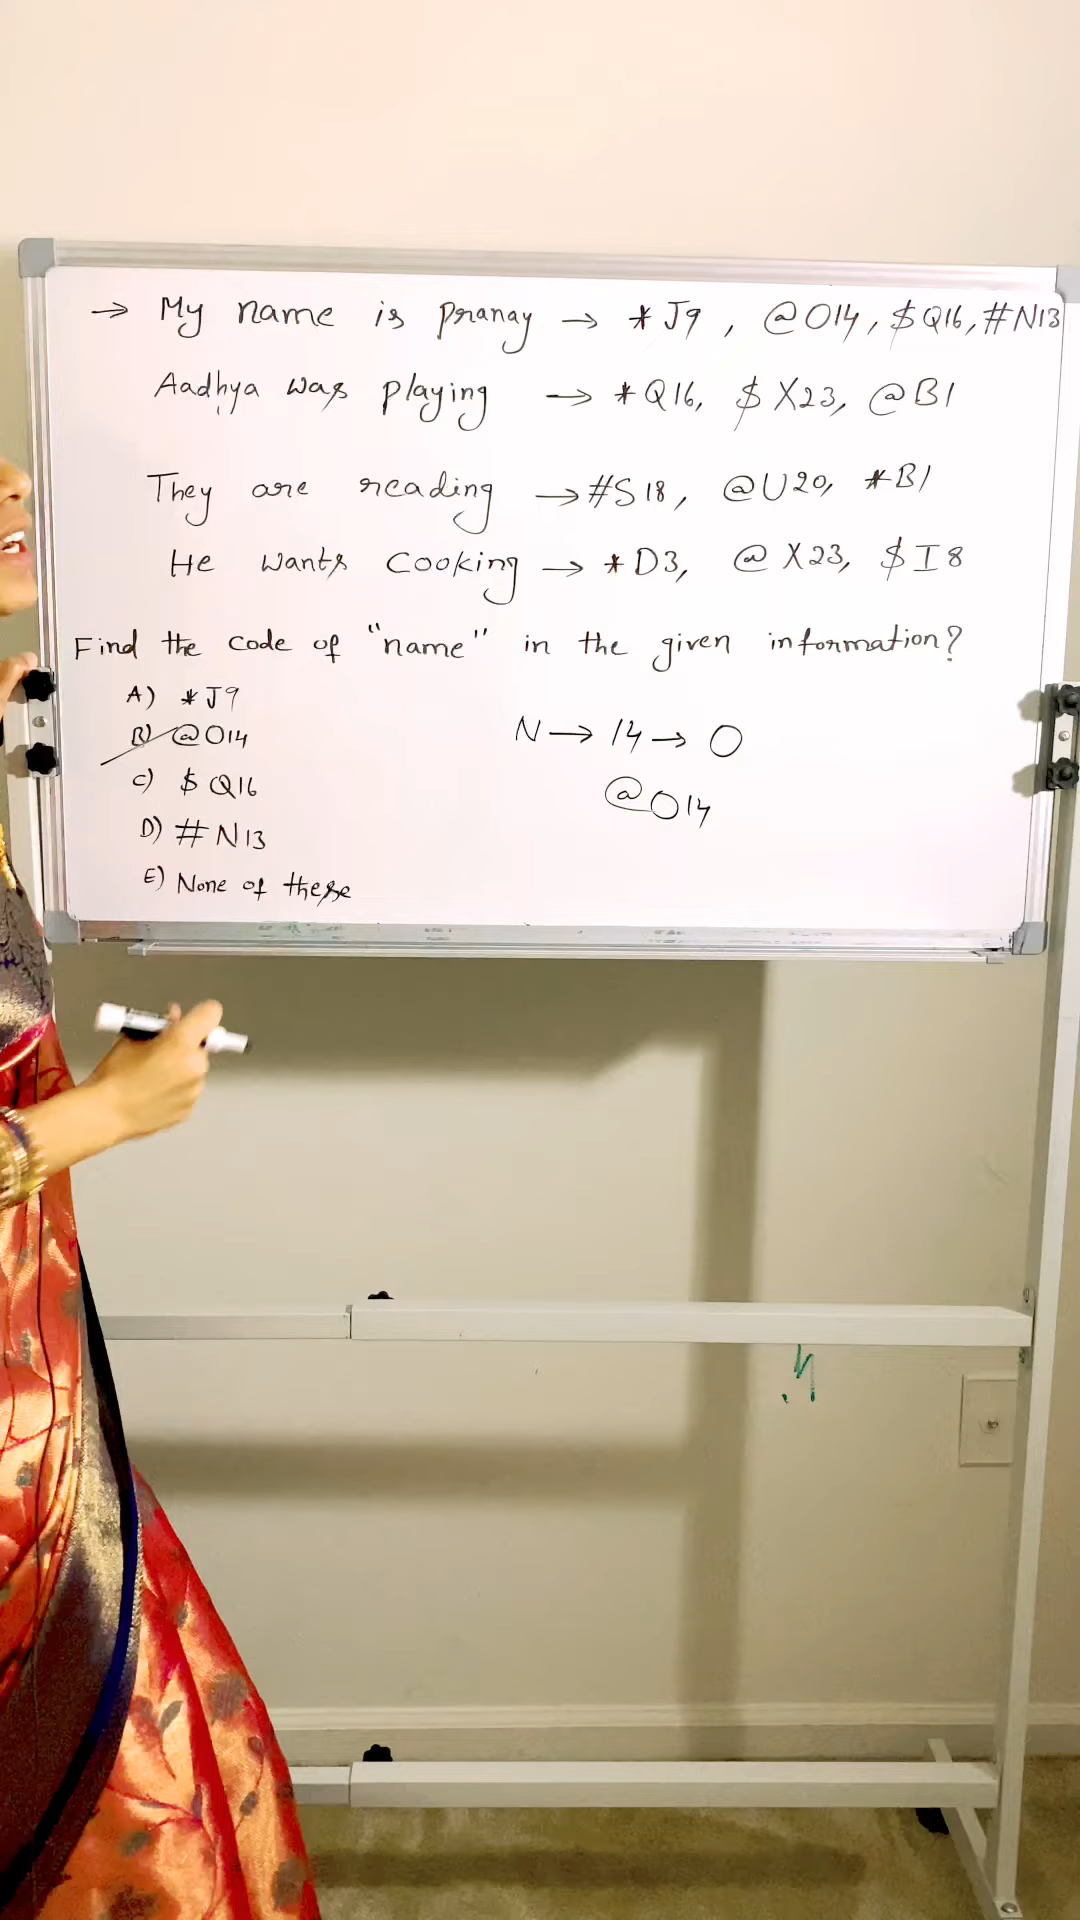 → My name is pranay → *J9, @O14, $Q16, #N13
Aadhya was playing → *Q16, $X23, @B1
They are reading → #S18, @U20, *B1
He wants cooking → *D3, @X23, $I8
Find the code of "name" in the given information?
A) *J9
B) @O14
C) $Q16
D) #N13
E) None of these
N → 14 → O
@O14